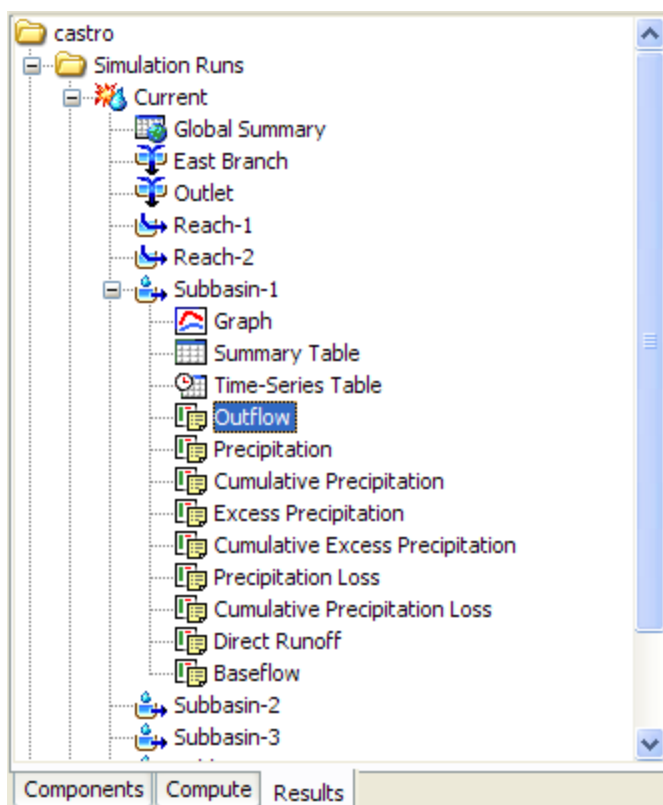 castro
Simulation Runs
Current
Global Summary
East Branch
Outlet
Reach-1
Reach-2
Subbasin-1
Graph
Summary Table
Time-Series Table
Outflow
Precipitation
Cumulative Precipitation
Excess Precipitation
Cumulative Excess Precipitation
Precipitation Loss
Cumulative Precipitation Loss
Direct Runoff
Baseflow
Subbasin-2
Subbasin-3
Components Compute Results